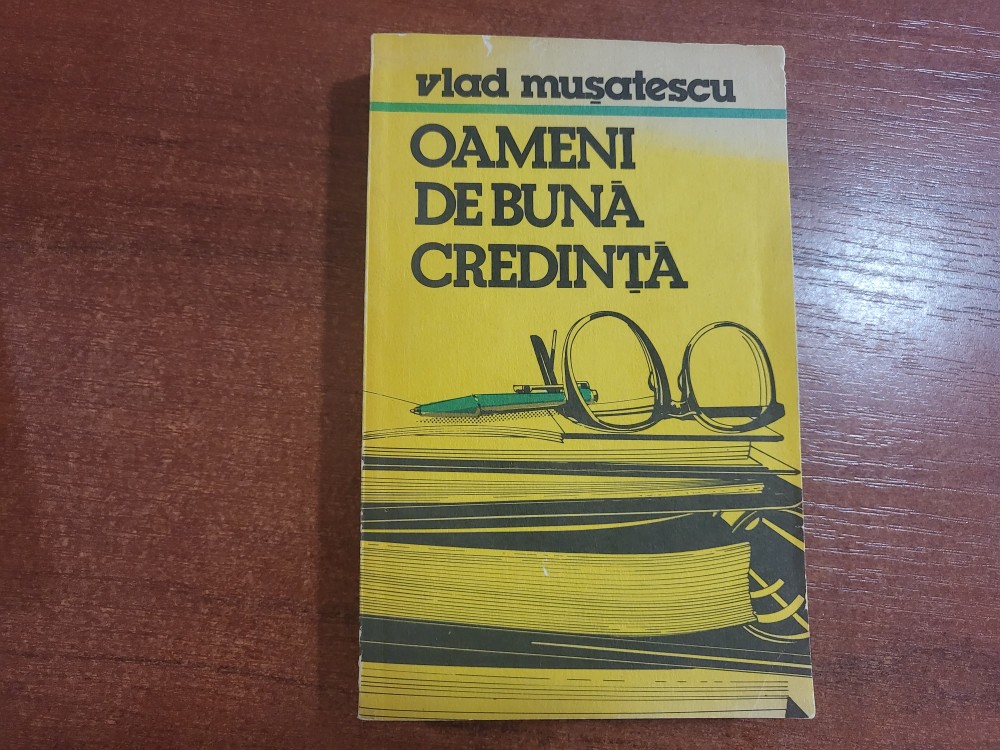 vlad mușatescu
OAMENI
DE BUNĂ
CREDINȚĂ